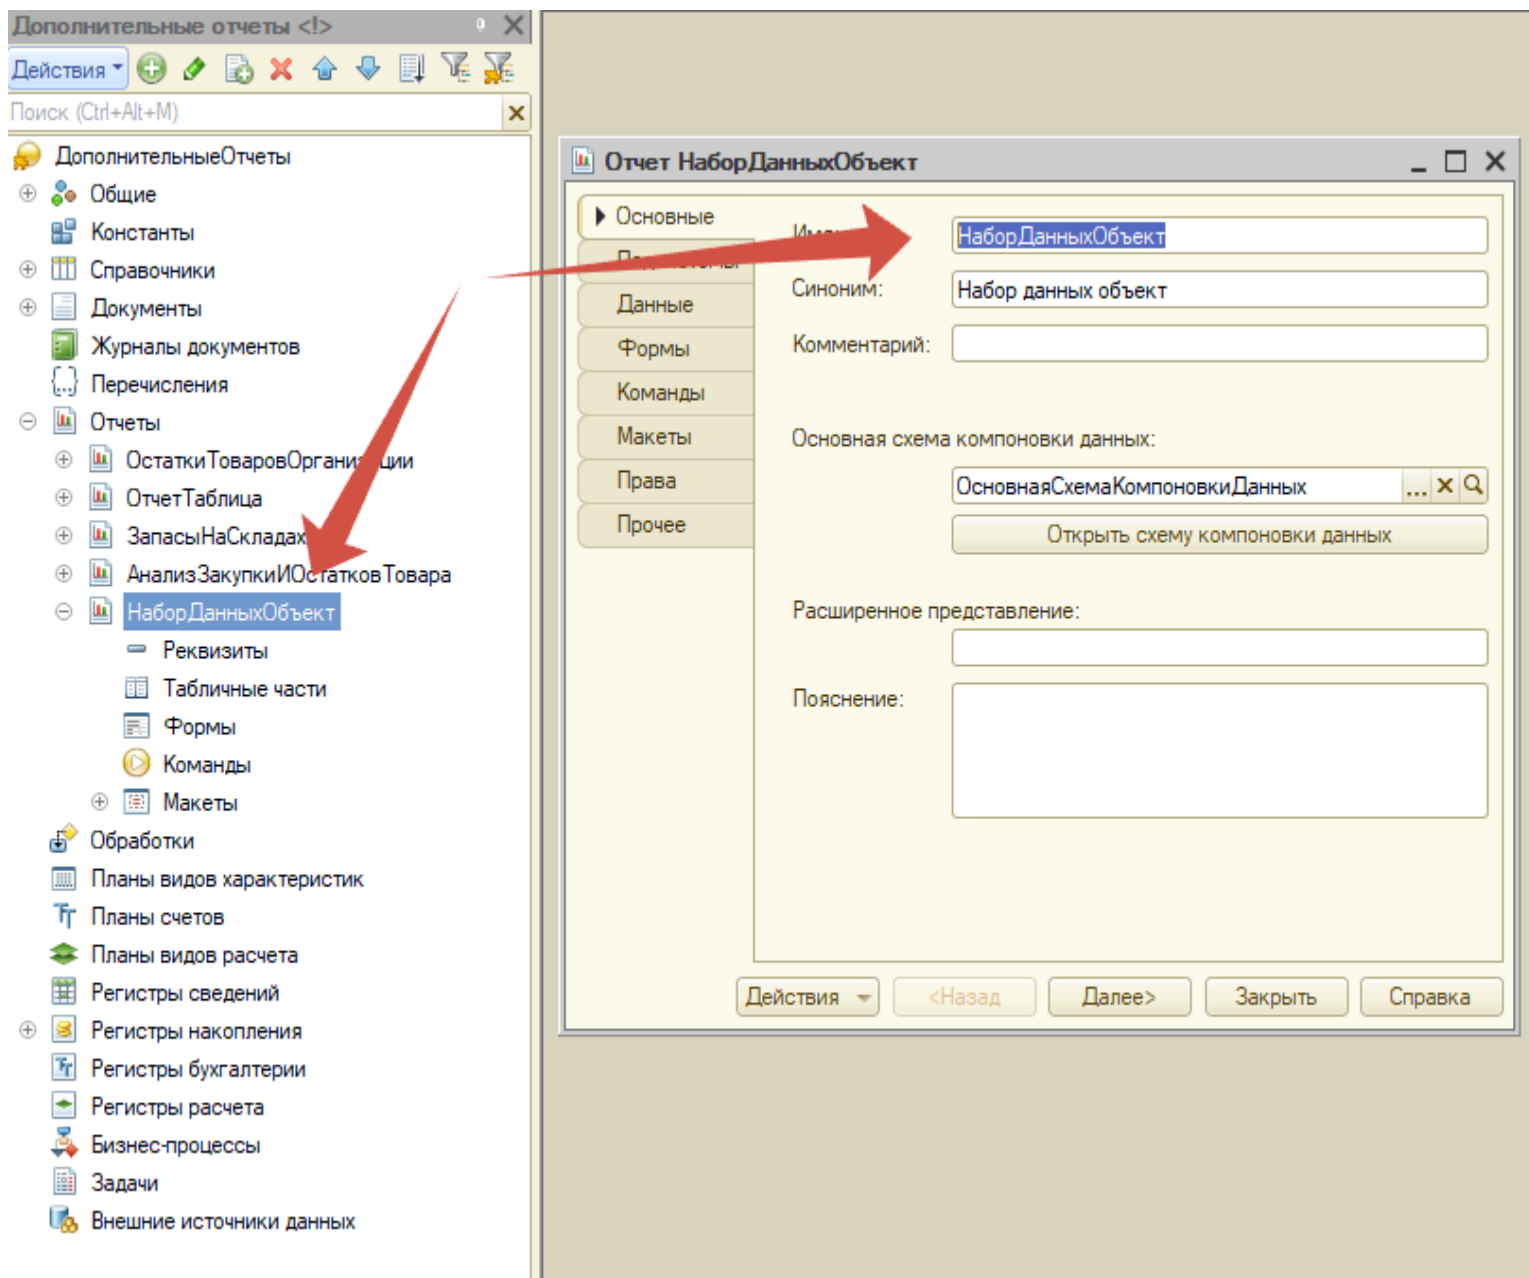 Дополнительные отчеты <!>
Действия
Поиск (Ctrl+Alt+M)
ДополнительныеОтчеты
Общие
Константы
Справочники
Документы
Журналы документов
Перечисления
Отчеты
ОстаткиТоваровОрганизации
ОтчетТаблица
ЗапасыНаСкладах
АнализЗакупкиИОстатковТовара
НаборДанныхОбъект
Реквизиты
Табличные части
Формы
Команды
Макеты
Обработки
Планы видов характеристик
Планы счетов
Планы видов расчета
Регистры сведений
Регистры накопления
Регистры бухгалтерии
Регистры расчета
Бизнес-процессы
Задачи
Внешние источники данных
Отчет НаборДанныхОбъект
Основные
Данные
Формы
Команды
Макеты
Права
Прочее
Имя: НаборДанныхОбъект
Синоним: Набор данных объект
Комментарий:
Основная схема компоновки данных:
ОсновнаяСхемаКомпоновкиДанных ...
Открыть схему компоновки данных
Расширенное представление:
Пояснение:
Действия <Назад Далее> Закрыть Справка